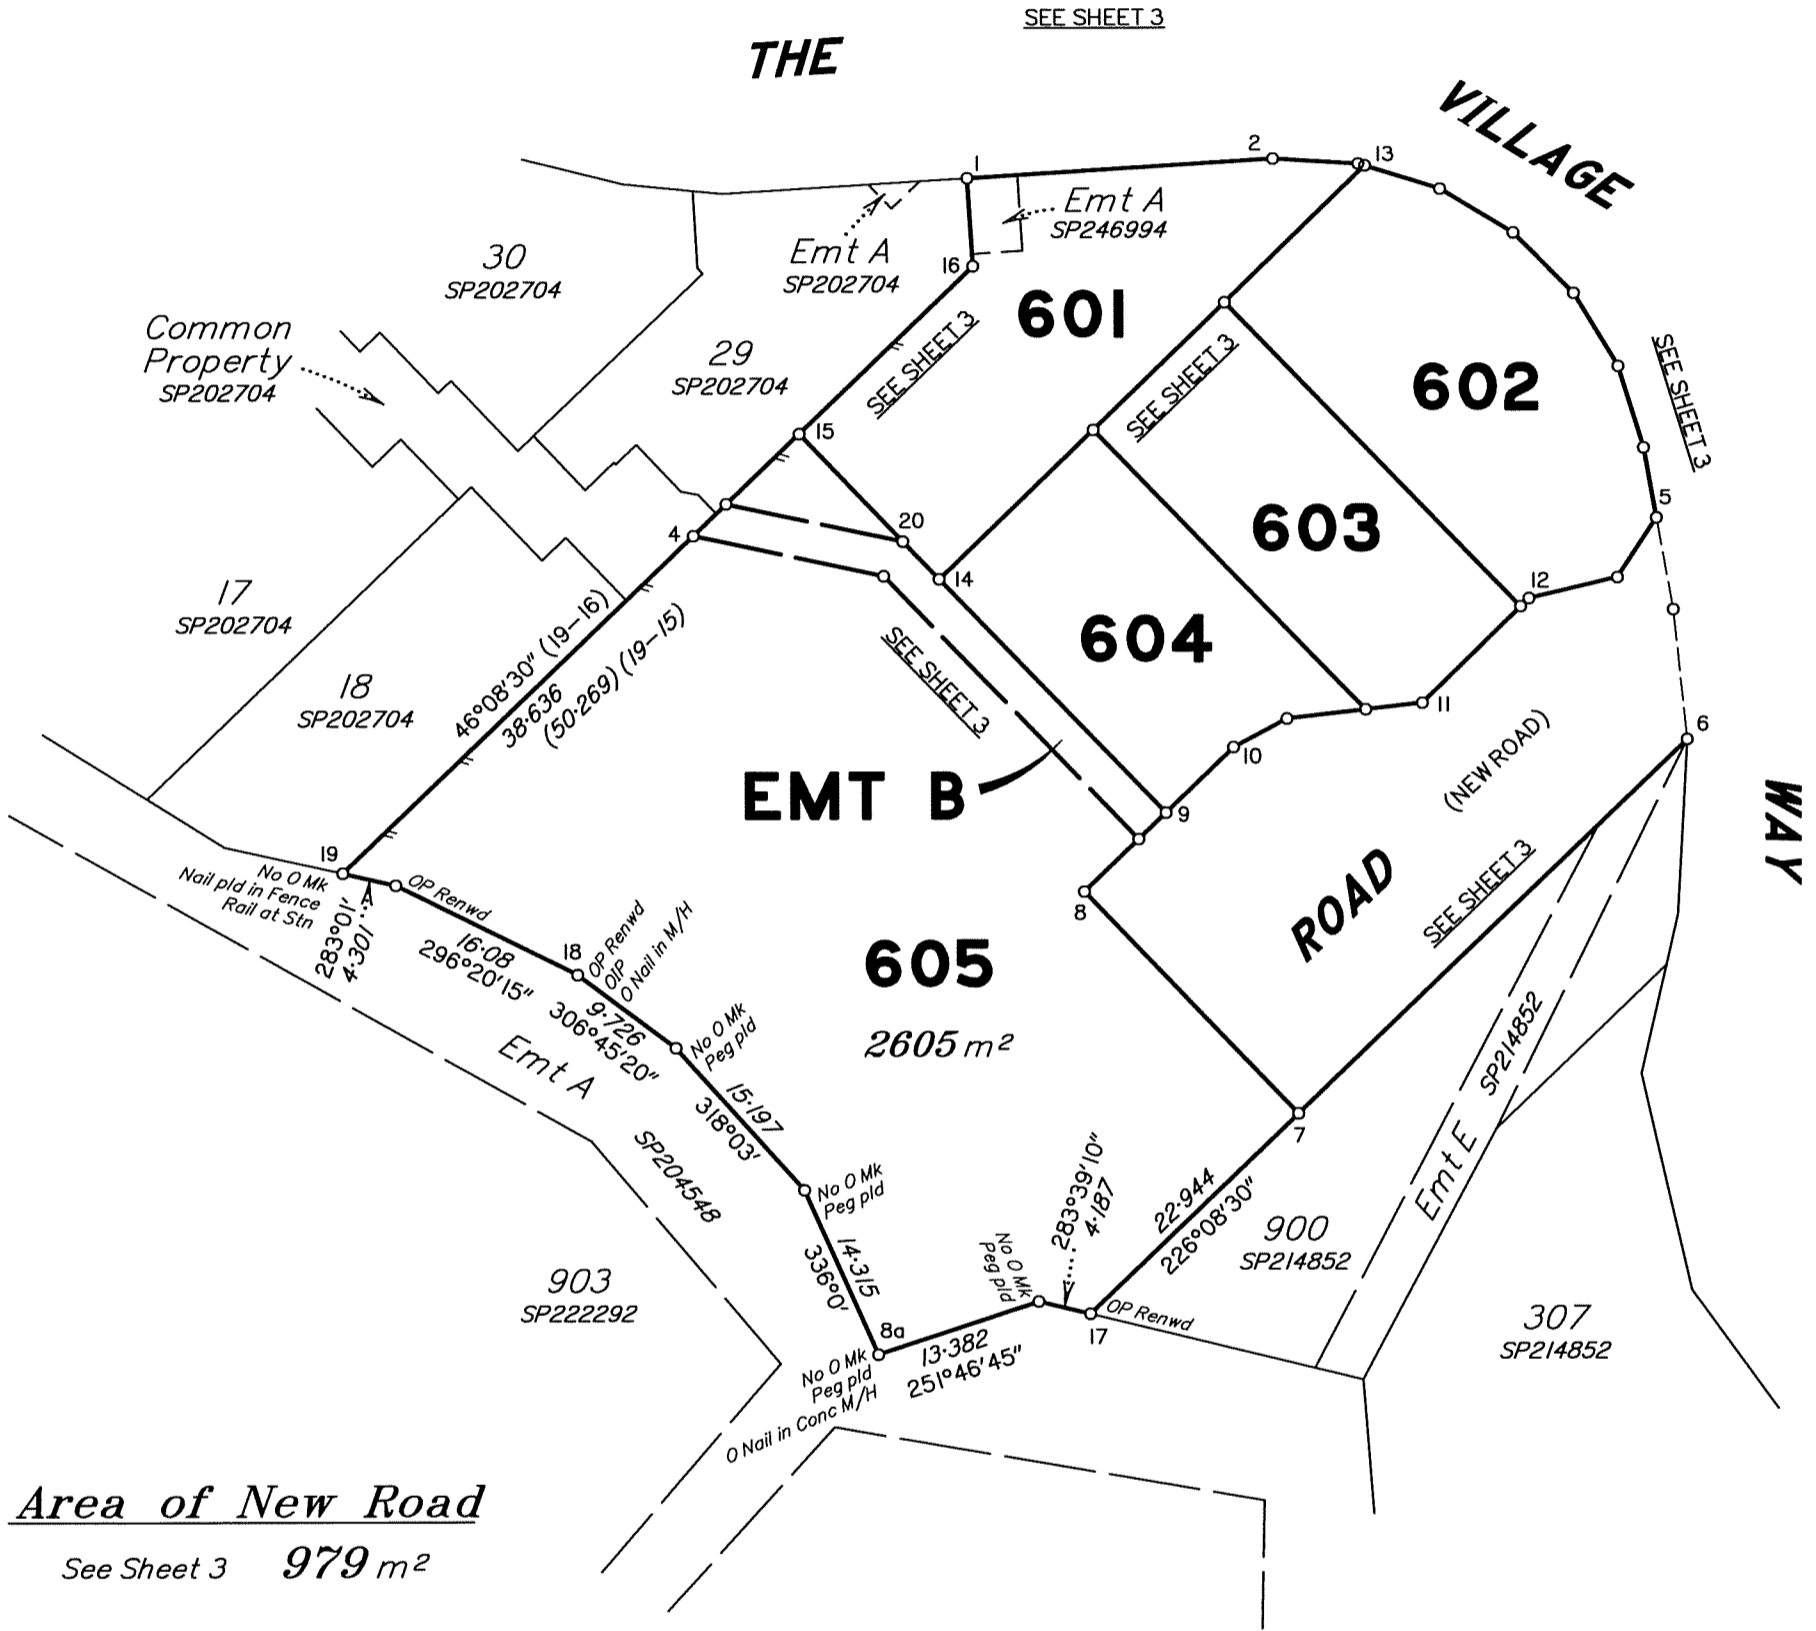 SEE SHEET 3
THE
VILLAGE
WAY
1
2
13
Emt A
SP246994
Emt A
SP202704
16
30
SP202704
601
Common
Property
SP202704
29
SP202704
SEE SHEET 3
SEE SHEET 3
602
SEE SHEET 3
15
5
4
20
603
14
12
17
SP202704
46°08'30" (19-16)
38·636
(50·269) (19-15)
604
SEE SHEET 3
18
SP202704
11
6
10
(NEW ROAD)
EMT B
9
19
No O Mk
Nail pld in Fence
Rail at Stn
283°01'
4·301
OP Renwd
16·08
296°20'15"
8
ROAD
SEE SHEET 3
18
OP Renwd
OIP
O Nail in M/H
605
2605 m²
9·726
306°45'20"
No O Mk
Peg pld
Emt A
SP204548
15·197
318°03'
Emt E SP214852
7
No O Mk
Peg pld
283°39'10"
4·187
22·944
226°08'30"
900
SP214852
14·315
336°0'
No O Mk
Peg pld
903
SP222292
8a
OP Renwd
17
307
SP214852
No O Mk
Peg pld
O Nail in Conc M/H
13·382
251°46'45"
Area of New Road
See Sheet 3 979 m²